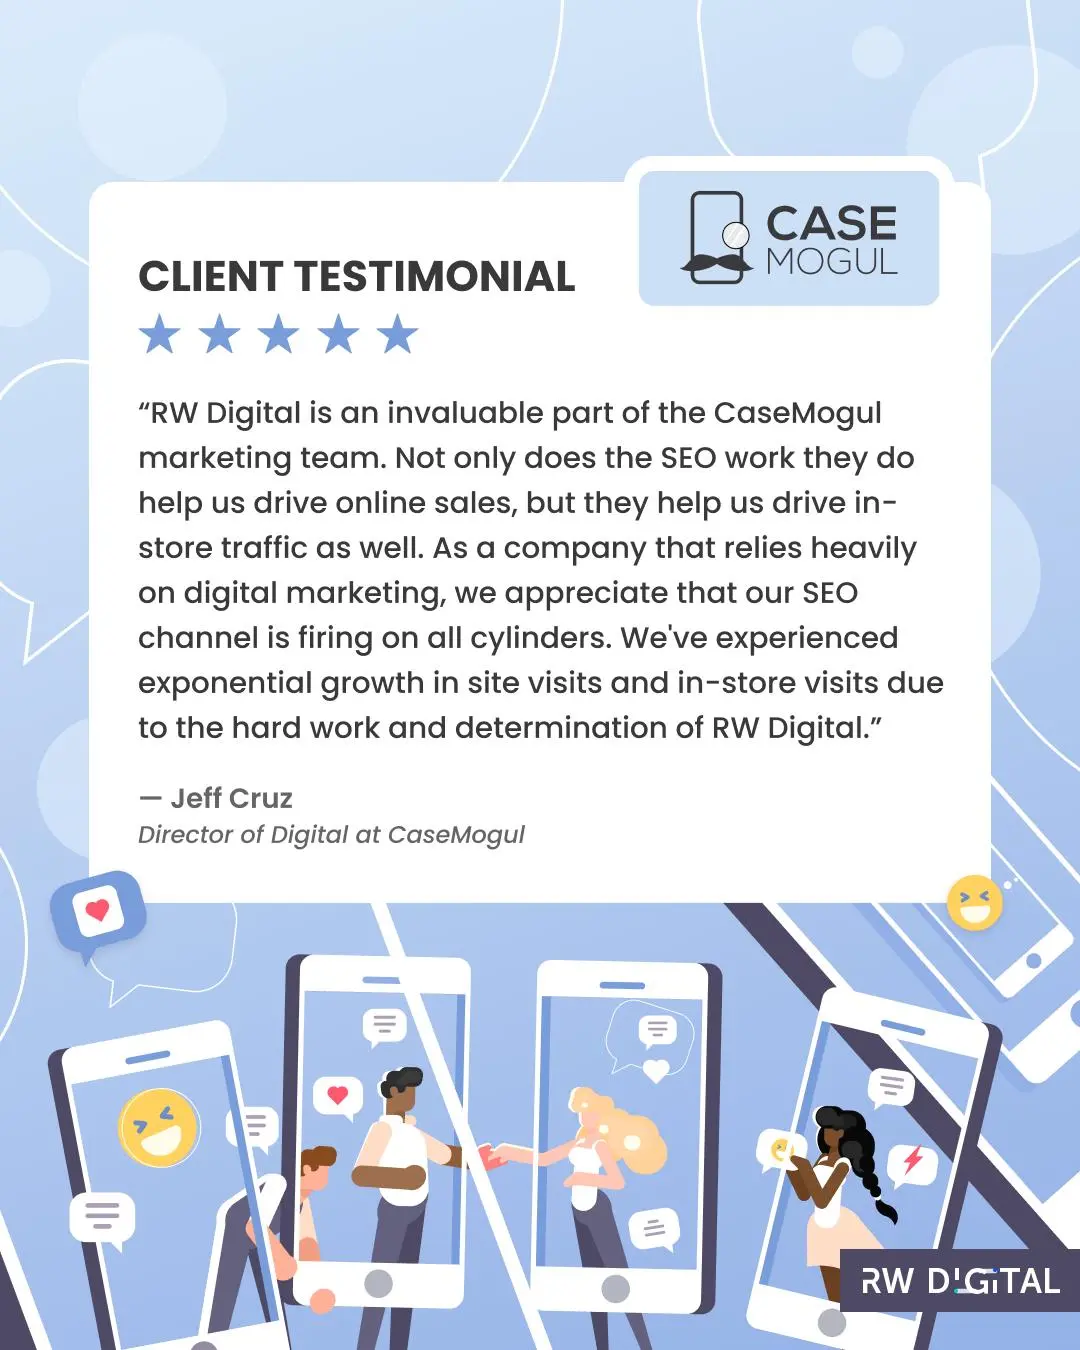 CASE
MOGUL
CLIENT TESTIMONIAL
“RW Digital is an invaluable part of the CaseMogul
marketing team. Not only does the SEO work they do
help us drive online sales, but they help us drive in-
store traffic as well. As a company that relies heavily
on digital marketing, we appreciate that our SEO
channel is firing on all cylinders. We've experienced
exponential growth in site visits and in-store visits due
to the hard work and determination of RW Digital.”
— Jeff Cruz
Director of Digital at CaseMogul
RW DIGITAL